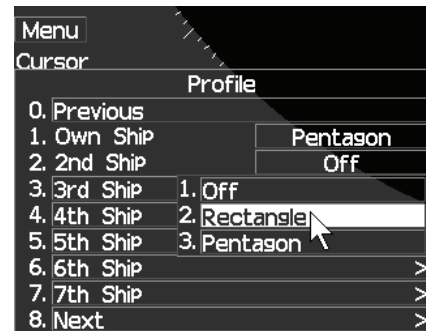 Menu
Cursor
Profile
0. Previous
1. Own Ship Pentagon
2. 2nd Ship Off
3. 3rd Ship 1. Off
4. 4th Ship 2. Rectangle
5. 5th Ship 3. Pentagon
6. 6th Ship >
7. 7th Ship >
8. Next >